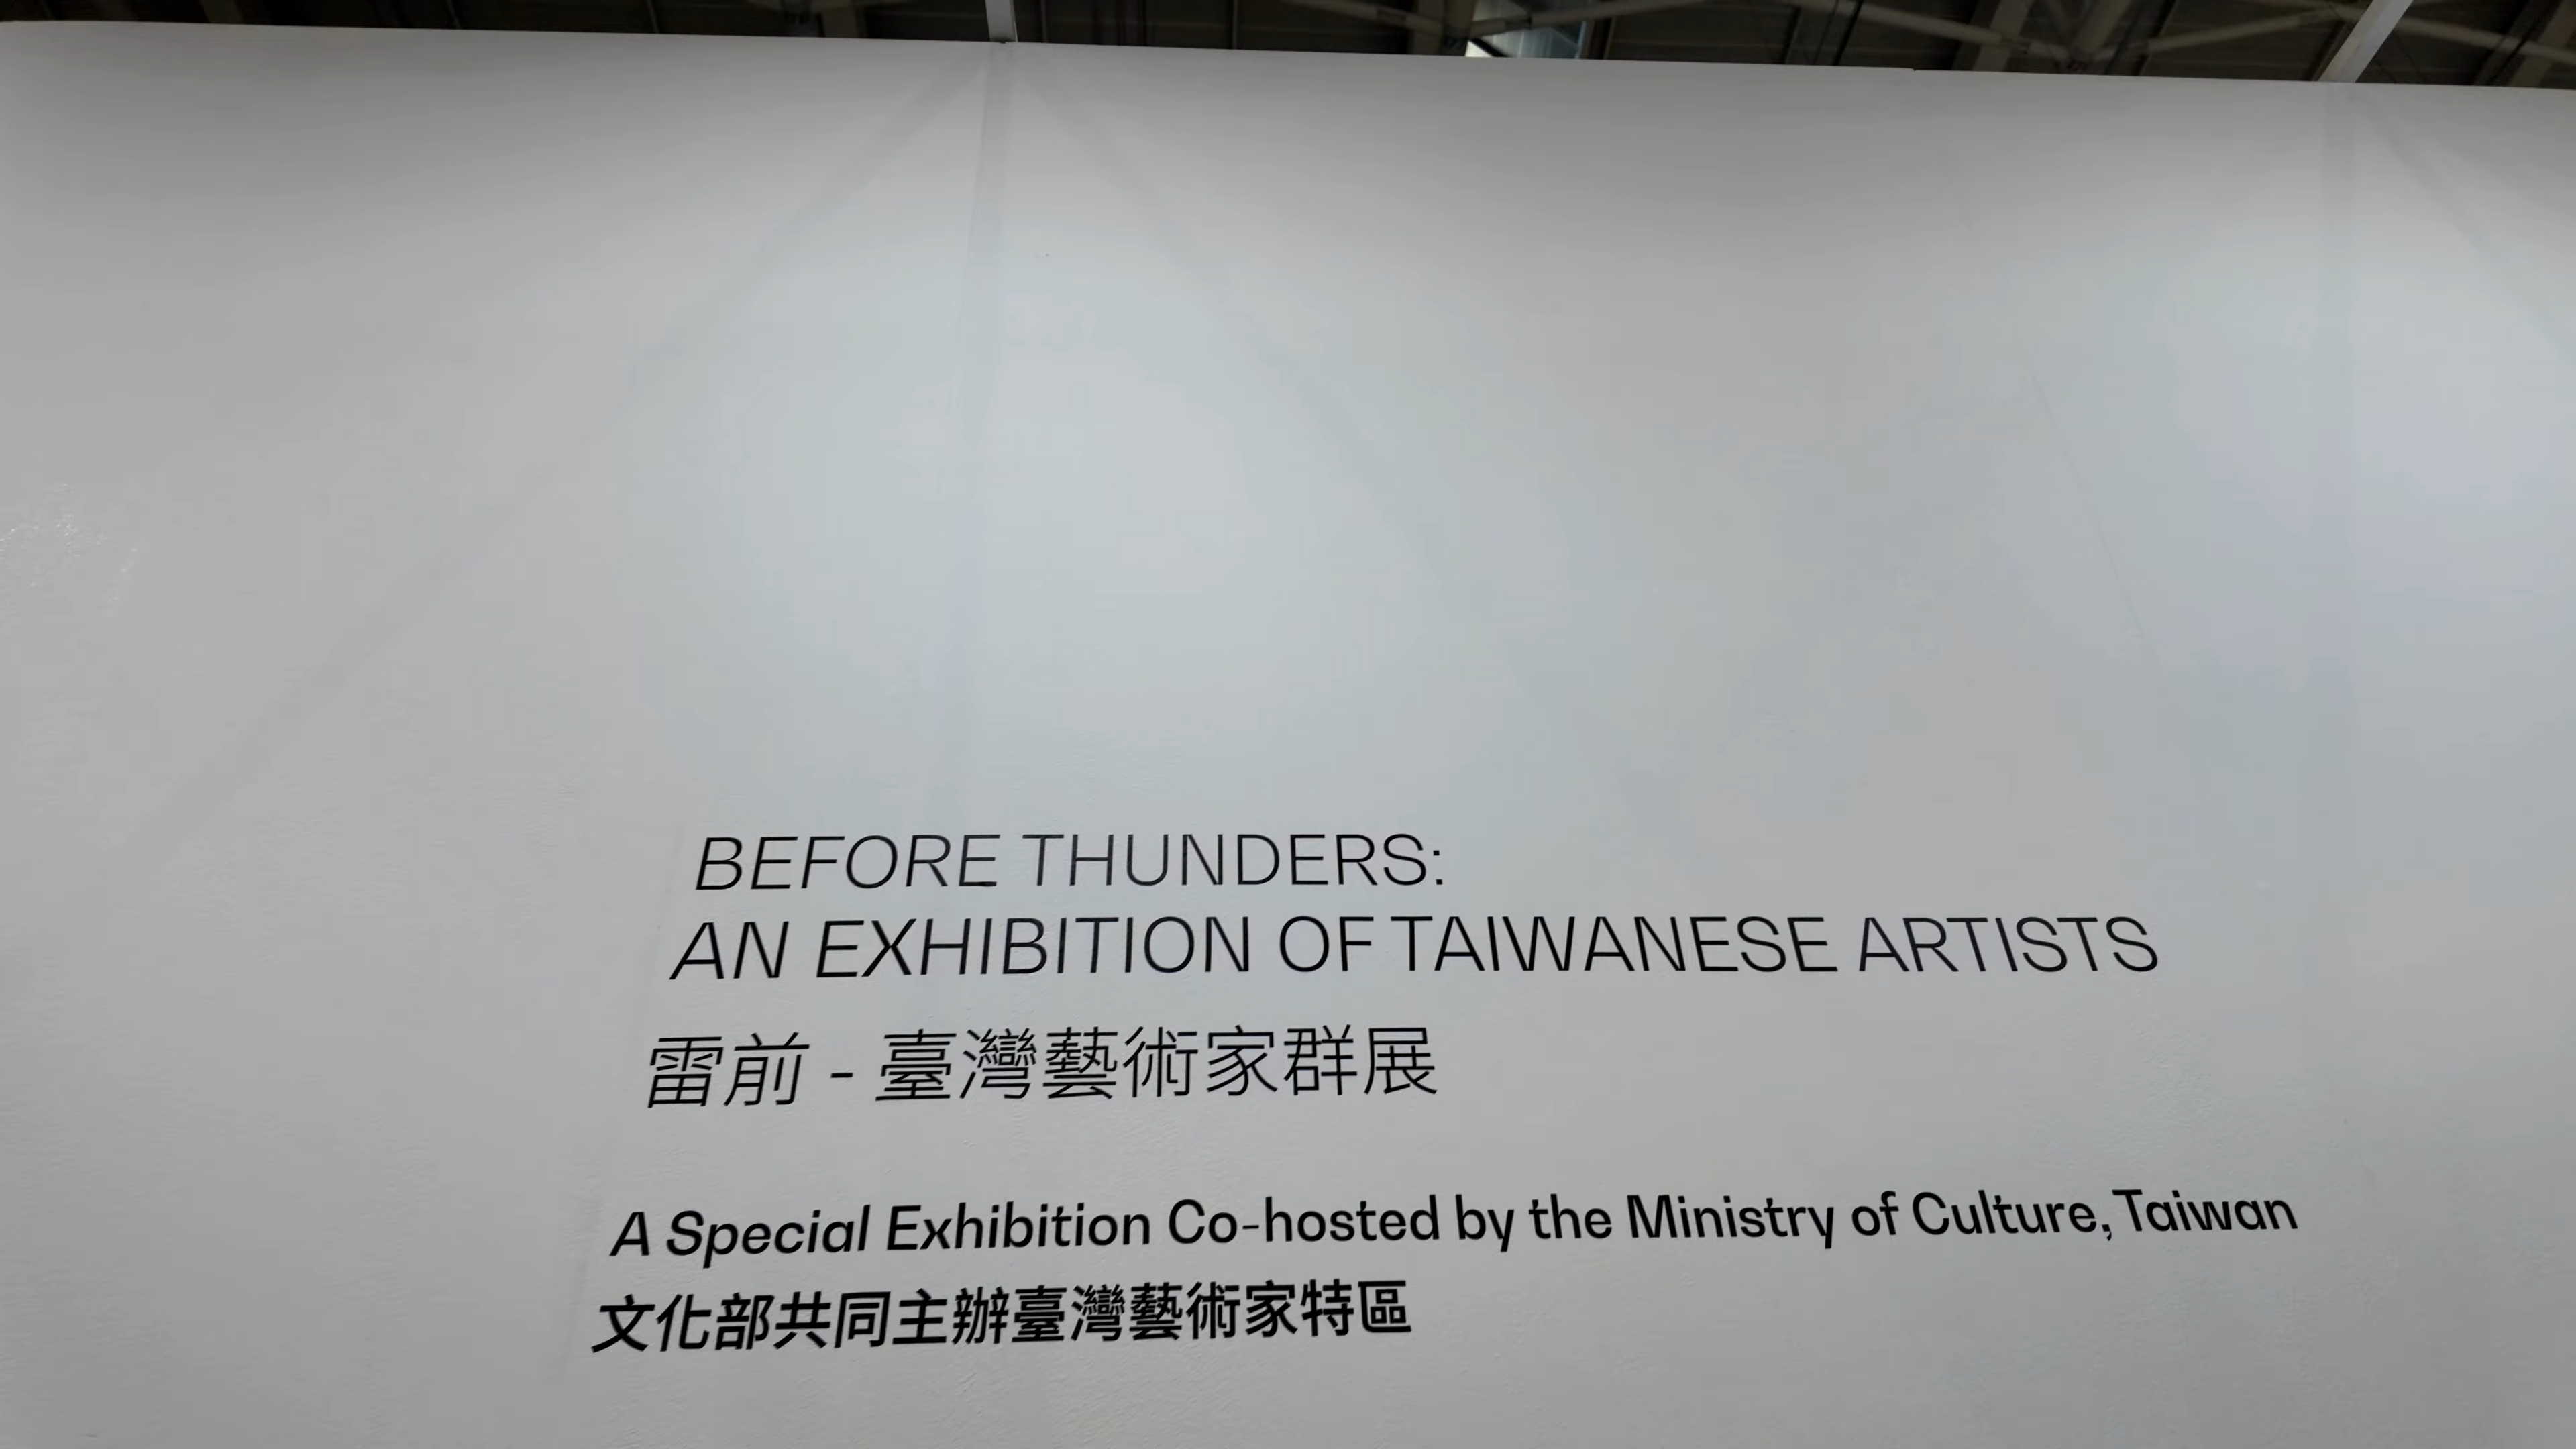 BEFORE THUNDERS:
AN EXHIBITION OF TAIWANESE ARTISTS
雷前 - 臺灣藝術家群展
A Special Exhibition Co-hosted by the Ministry of Culture, Taiwan
文化部共同主辦臺灣藝術家特區